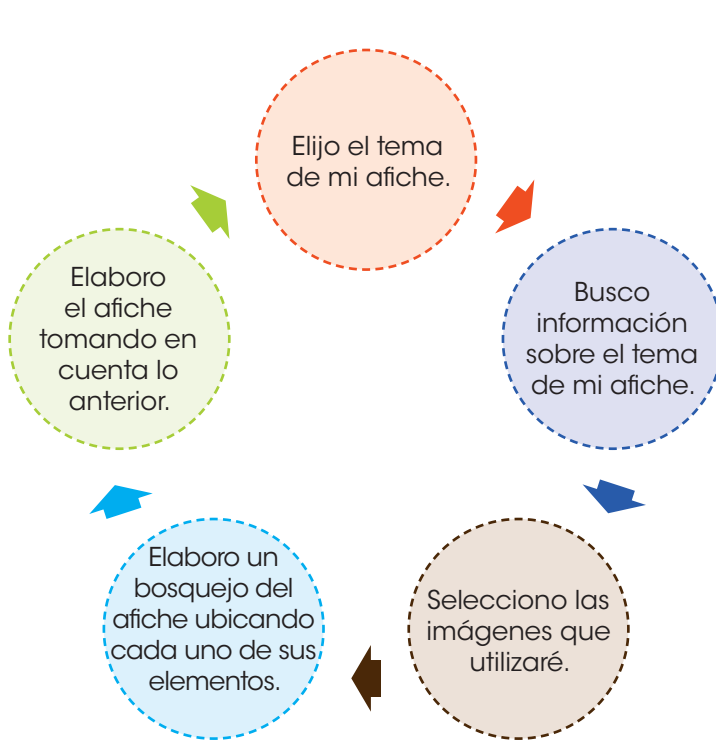 Elijo el tema
de mi afiche.
Busco
información
sobre el tema
de mi afiche.
Selecciono las
imágenes que
utilizaré.
Elaboro un
bosquejo del
afiche ubicando
cada uno de sus
elementos.
Elaboro
el afiche
tomando en
cuenta lo
anterior.